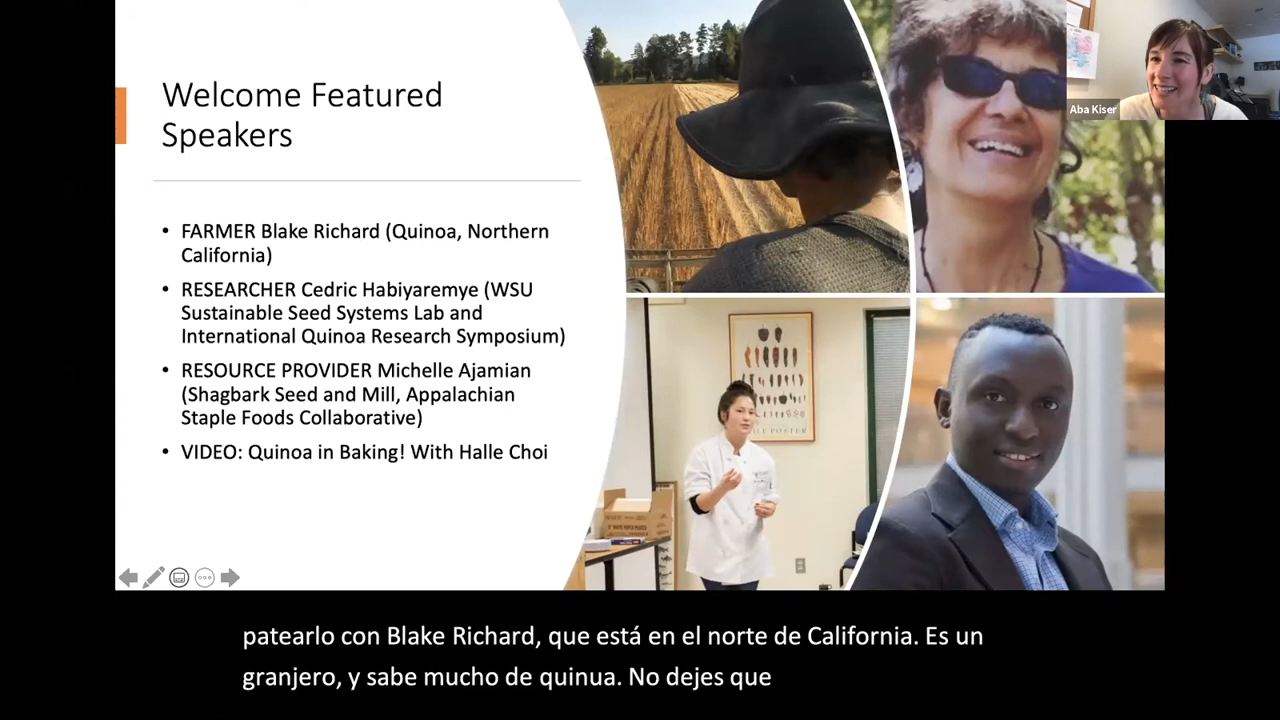 Welcome Featured
Speakers
• FARMER Blake Richard (Quinoa, Northern
California)
• RESEARCHER Cedric Habiyaremye (WSU
Sustainable Seed Systems Lab and
International Quinoa Research Symposium)
• RESOURCE PROVIDER Michelle Ajamian
(Shagbark Seed and Mill, Appalachian
Staple Foods Collaborative)
• VIDEO: Quinoa in Baking! With Halle Choi
Aba Kiser
patearlo con Blake Richard, que está en el norte de California. Es un
granjero, y sabe mucho de quinua. No dejes que